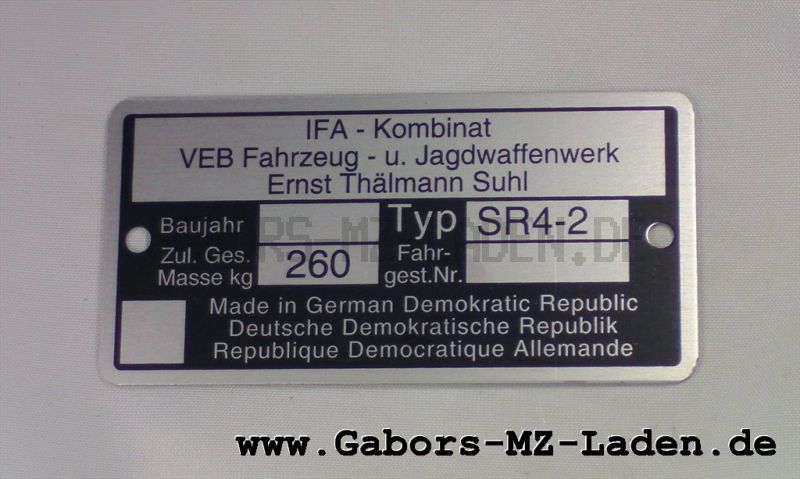 IFA - Kombinat
VEB Fahrzeug - u. Jagdwaffenwerk
Ernst Thälmann Suhl
Baujahr
Typ SR4-2
Zul. Ges.
Masse kg 260
Fahr-
gest.Nr.
Made in German Demokratic Republic
Deutsche Demokratische Republik
Republique Democratique Allemande
www.Gabors-MZ-Laden.de